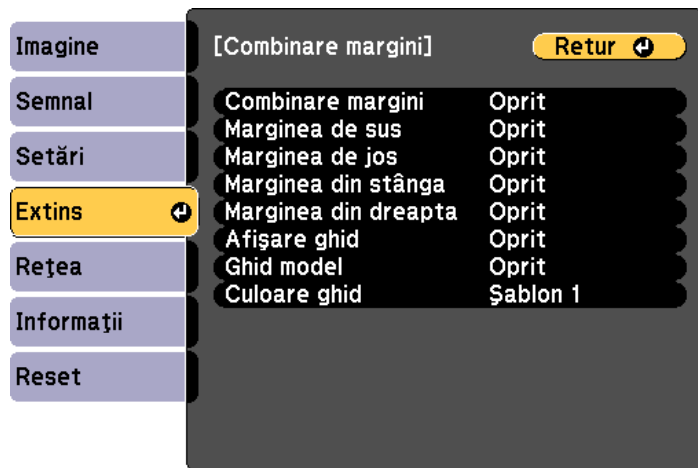 Imagine
Semnal
Setări
Extins
Reţea
Informaţii
Reset
[Combinare margini] Retur
Combinare margini Oprit
Marginea de sus Oprit
Marginea de jos Oprit
Marginea din stânga Oprit
Marginea din dreapta Oprit
Afişare ghid Oprit
Ghid model Oprit
Culoare ghid Şablon 1